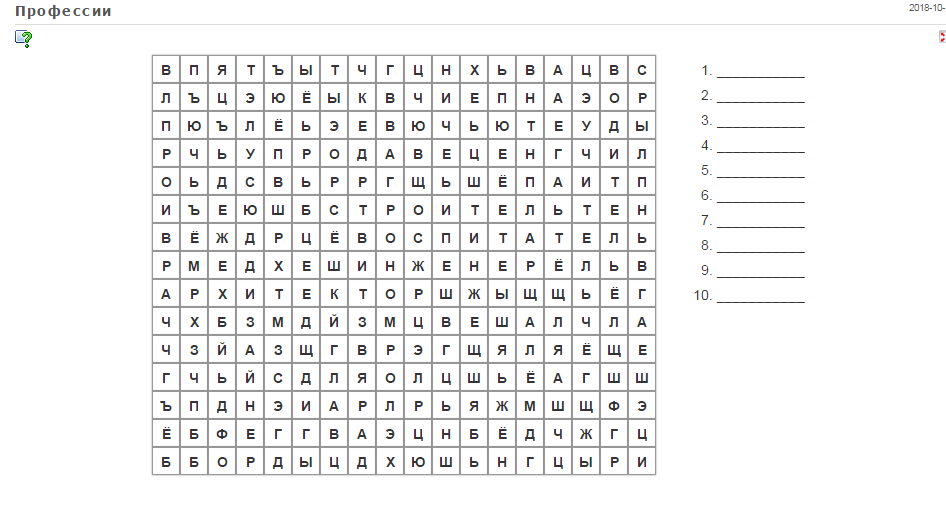 Профессии
2018-10-
В П Я Т Ъ Ы Т Ч Г Ц Н Х Ь В А Ц В С
Л Ъ Ц Э Ю Ё Ы К В Ч И Е П Н А Э О Р
П Ю Ъ Л Ё Ь Э Е В Ю Ч Ь Ю Т Е У Д Ы
Р Ч Ь У П Р О Д А В Е Ц Е Н Г Ч И Л
О Ь Д С В Ь Р Р Г Щ Ь Ш Ё П А И Т П
И Ъ Е Ю Ш Б С Т Р О И Т Е Л Ь Т Е Н
В Ё Ж Д Р Ц Ё В О С П И Т А Т Е Л Ь
Р М Е Д Х Е Ш И Н Ж Е Н Е Р Ё Л Ь В
А Р Х И Т Е К Т О Р Ш Ж Ы Щ Щ Ь Ё Г
Ч Х Б З М Д Й З М Ц В Е Ш А Л Ч Л А
Ч З Й А З Щ Г В Р Э Г Щ Я Л Я Ё Щ Е
Г Ч Ь Й С Д Л Я О Л Ц Ш Ь Ё А Г Ш Ш
Ъ П Д Н Э И А Р Л Р Ь Я Ж М Ш Щ Ф Э
Ё Б Ф Е Г Г В А Э Ц Н Б Ё Д Ч Ж Г Ц
Б Б О Р Д Ы Ц Д Х Ю Ш Ь Н Г Ц Ы Р И
1. ___________
2. ___________
3. ___________
4. ___________
5. ___________
6. ___________
7. ___________
8. ___________
9. ___________
10. ___________